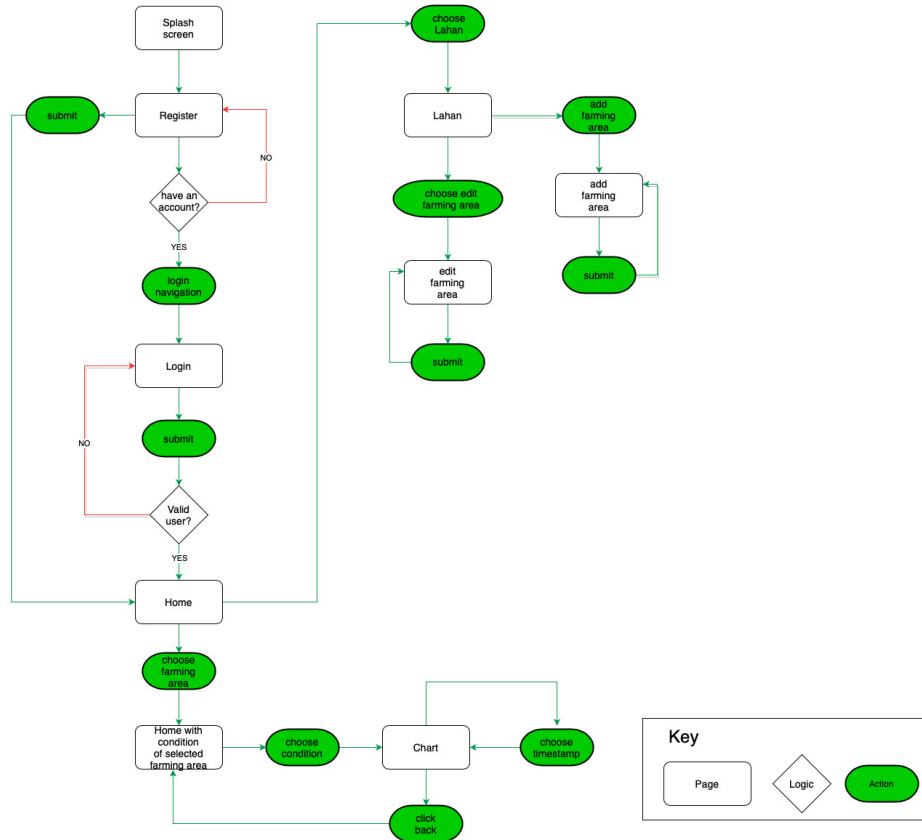 Splash
screen
submit
Register
NO
have an
account?
YES
login
navigation
Login
submit
NO
Valid
user?
YES
Home
choose
farming
area
Home with
condition
of selected
farming area
choose
condition
Chart
choose
timestamp
click
back
choose
Lahan
Lahan
add
farming
area
choose edit
farming area
add
farming
area
edit
farming
area
submit
submit
Key
Page
Logic
Action